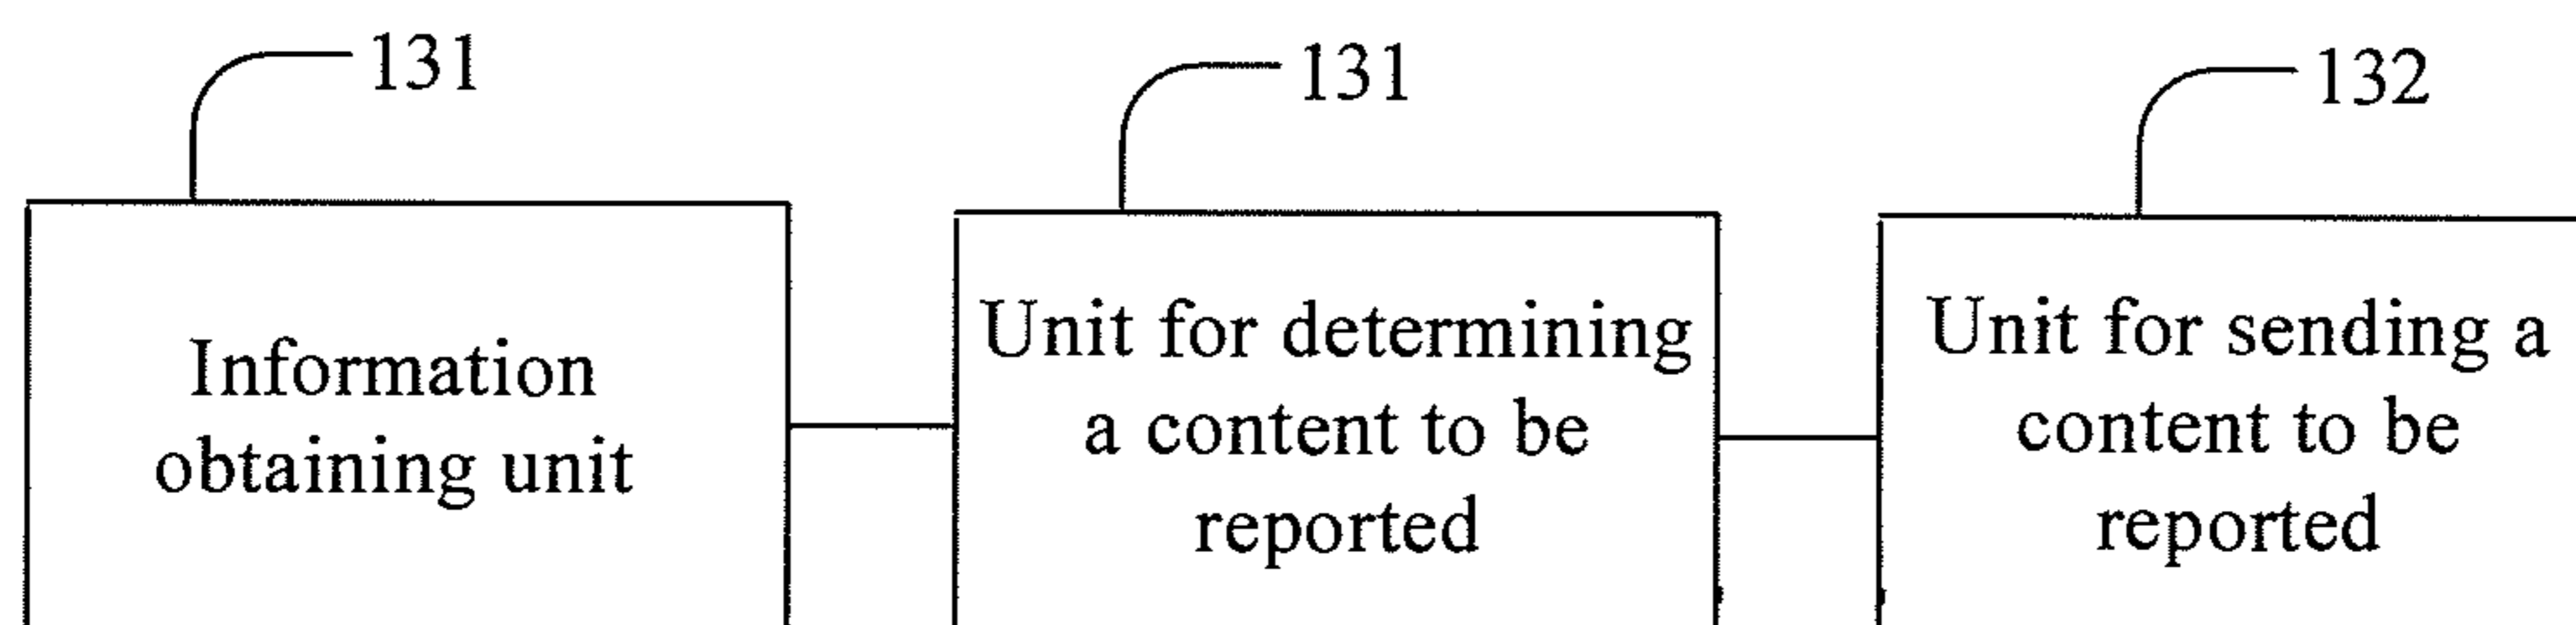 131
131
132
Information
obtaining unit
Unit for determining
a content to be
reported
Unit for sending a
content to be
reported